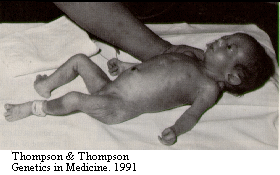 Thompson & Thompson
Genetics in Medicine. 1991